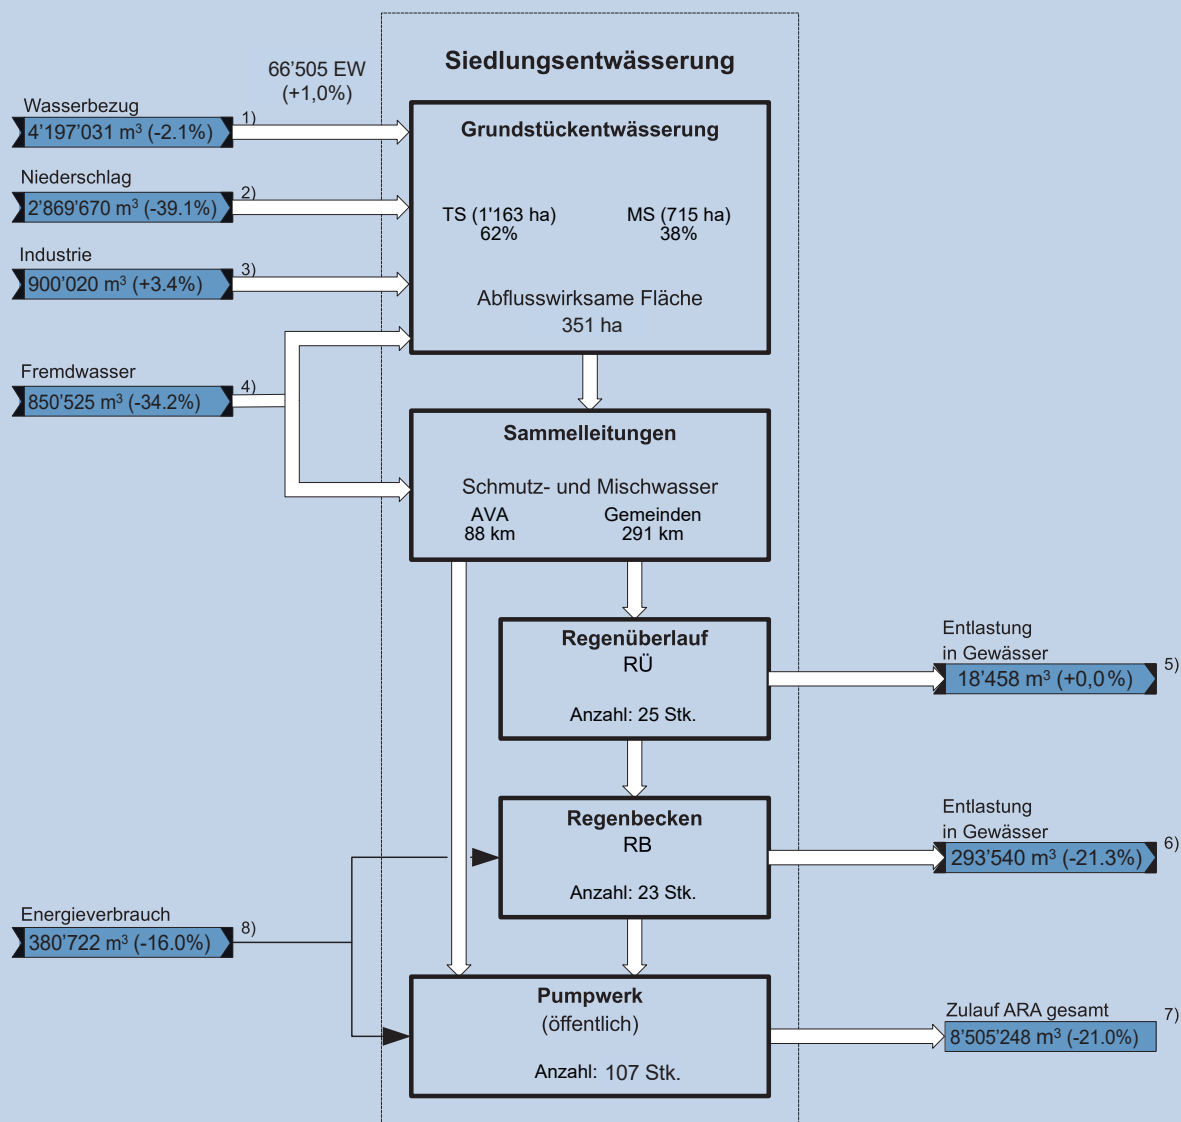 Siedlungsentwässerung
66'505 EW
(+1,0%)
Wasserbezug
4'197'031 m³ (-2.1%)
1)
Niederschlag
2'869'670 m³ (-39.1%)
2)
Industrie
900'020 m³ (+3.4%)
3)
Fremdwasser
850'525 m³ (-34.2%)
4)
Grundstückentwässerung
TS (1'163 ha)
62%
MS (715 ha)
38%
Abflusswirksame Fläche
351 ha
Sammelleitungen
Schmutz- und Mischwasser
AVA
88 km
Gemeinden
291 km
Regenüberlauf
RÜ
Anzahl: 25 Stk.
Entlastung
in Gewässer
18'458 m³ (+0,0%)
5)
Regenbecken
RB
Anzahl: 23 Stk.
Entlastung
in Gewässer
293'540 m³ (-21.3%)
6)
Energieverbrauch
380'722 m³ (-16.0%)
8)
Pumpwerk
(öffentlich)
Anzahl: 107 Stk.
Zulauf ARA gesamt
8'505'248 m³ (-21.0%)
7)